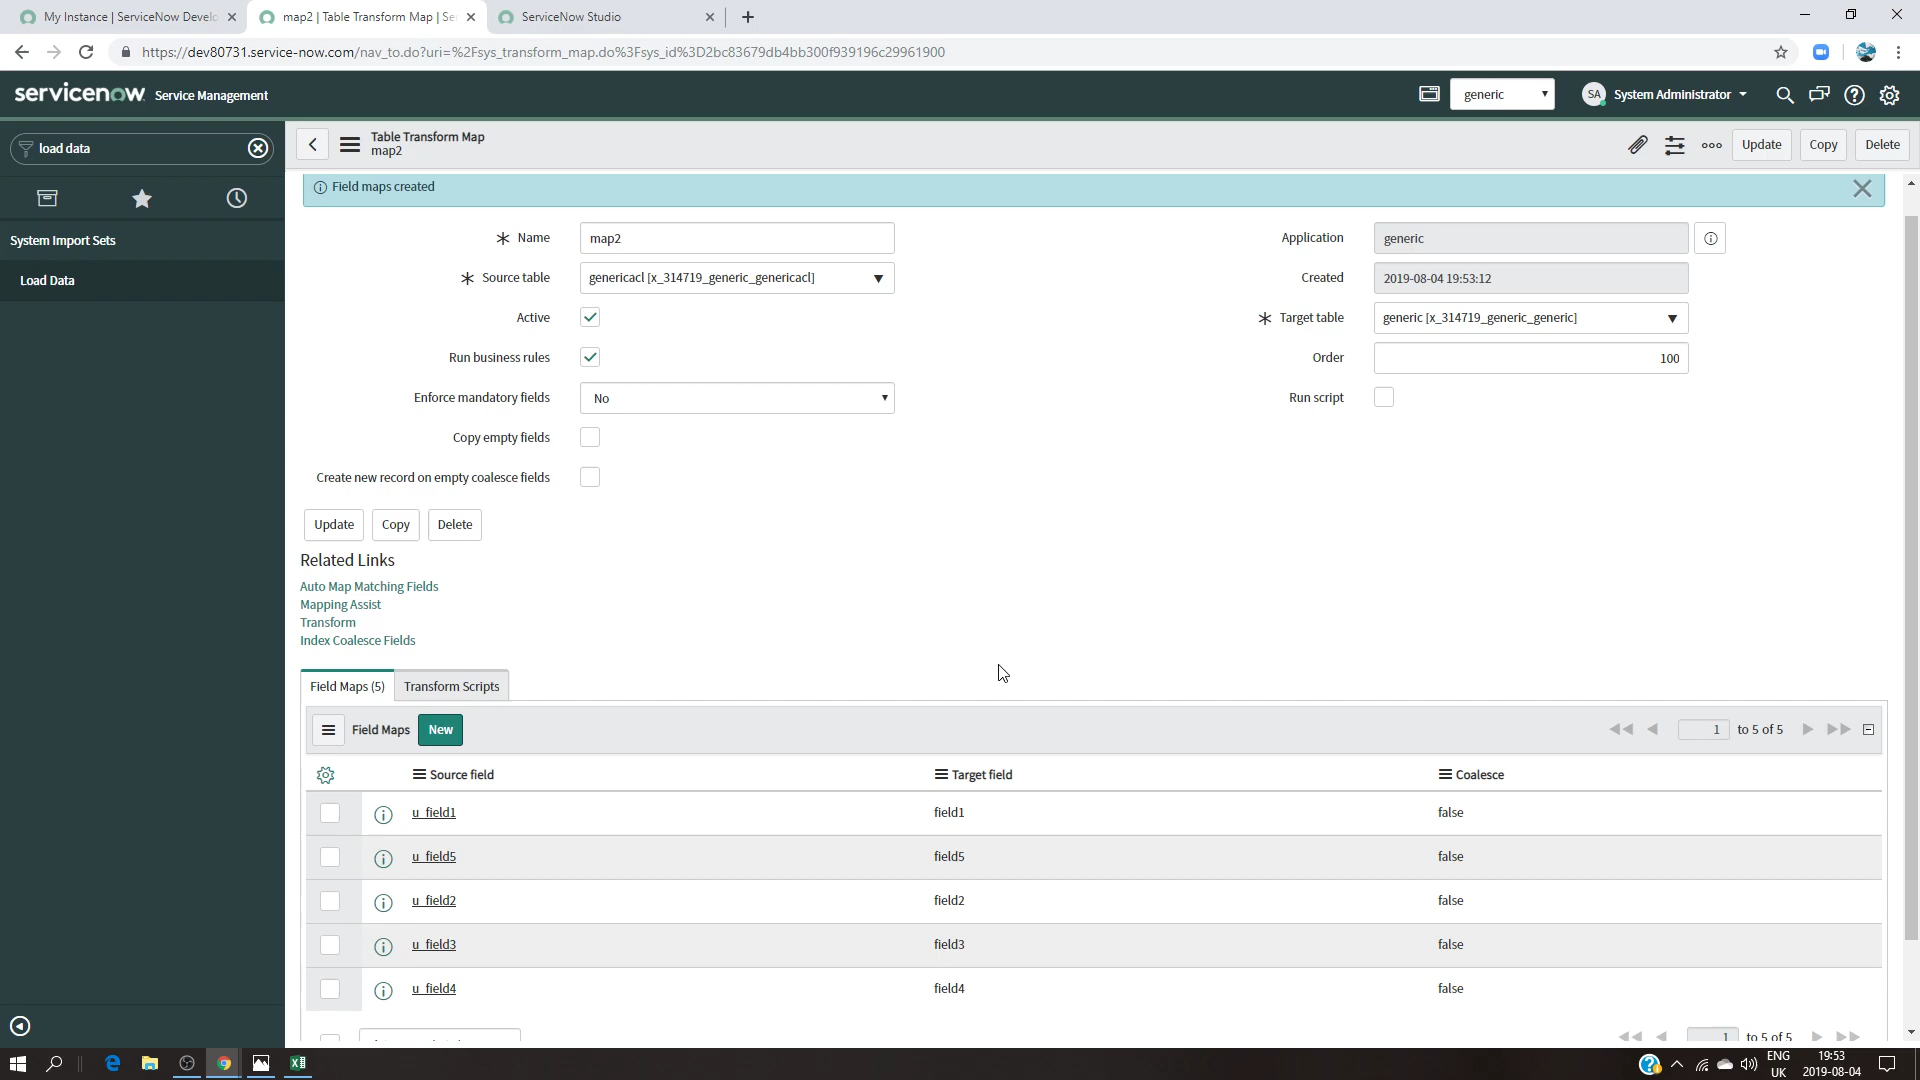 My Instance | ServiceNow Develo
map2 | Table Transform Map | Se
ServiceNow Studio
https://dev80731.service-now.com/nav_to.do?uri=%2Fsys_transform_map.do%3Fsys_id%3D2bc83679db4bb300f939196c29961900
servicenow Service Management
generic
SA System Administrator
load data
Table Transform Map
map2
Update Copy Delete
Field maps created
System Import Sets
Load Data
Name map2
Application generic
Source table genericacl [x_314719_generic_genericacl]
Created 2019-08-04 19:53:12
Active
Target table generic [x_314719_generic_generic]
Run business rules
Order 100
Enforce mandatory fields No
Run script
Copy empty fields
Create new record on empty coalesce fields
Update Copy Delete
Related Links
Auto Map Matching Fields
Mapping Assist
Transform
Index Coalesce Fields
Field Maps (5) Transform Scripts
Field Maps New 1 to 5 of 5
Source field Target field Coalesce
u_field1 field1 false
u_field5 field5 false
u_field2 field2 false
u_field3 field3 false
u_field4 field4 false
1 to 5 of 5
ENG 19:53
UK 2019-08-04